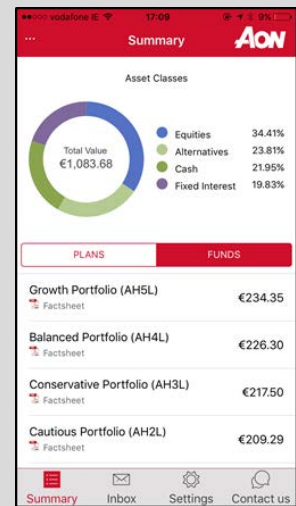 vodafone IE 17:09 9%
... Summary AON
Asset Classes
Total Value
€1,083.68
Equities 34.41%
Alternatives 23.81%
Cash 21.95%
Fixed Interest 19.83%
PLANS FUNDS
Growth Portfolio (AH5L)
Factsheet
€234.35
Balanced Portfolio (AH4L)
Factsheet
€226.30
Conservative Portfolio (AH3L)
Factsheet
€217.50
Cautious Portfolio (AH2L)
Factsheet
€209.29
Summary Inbox Settings Contact us